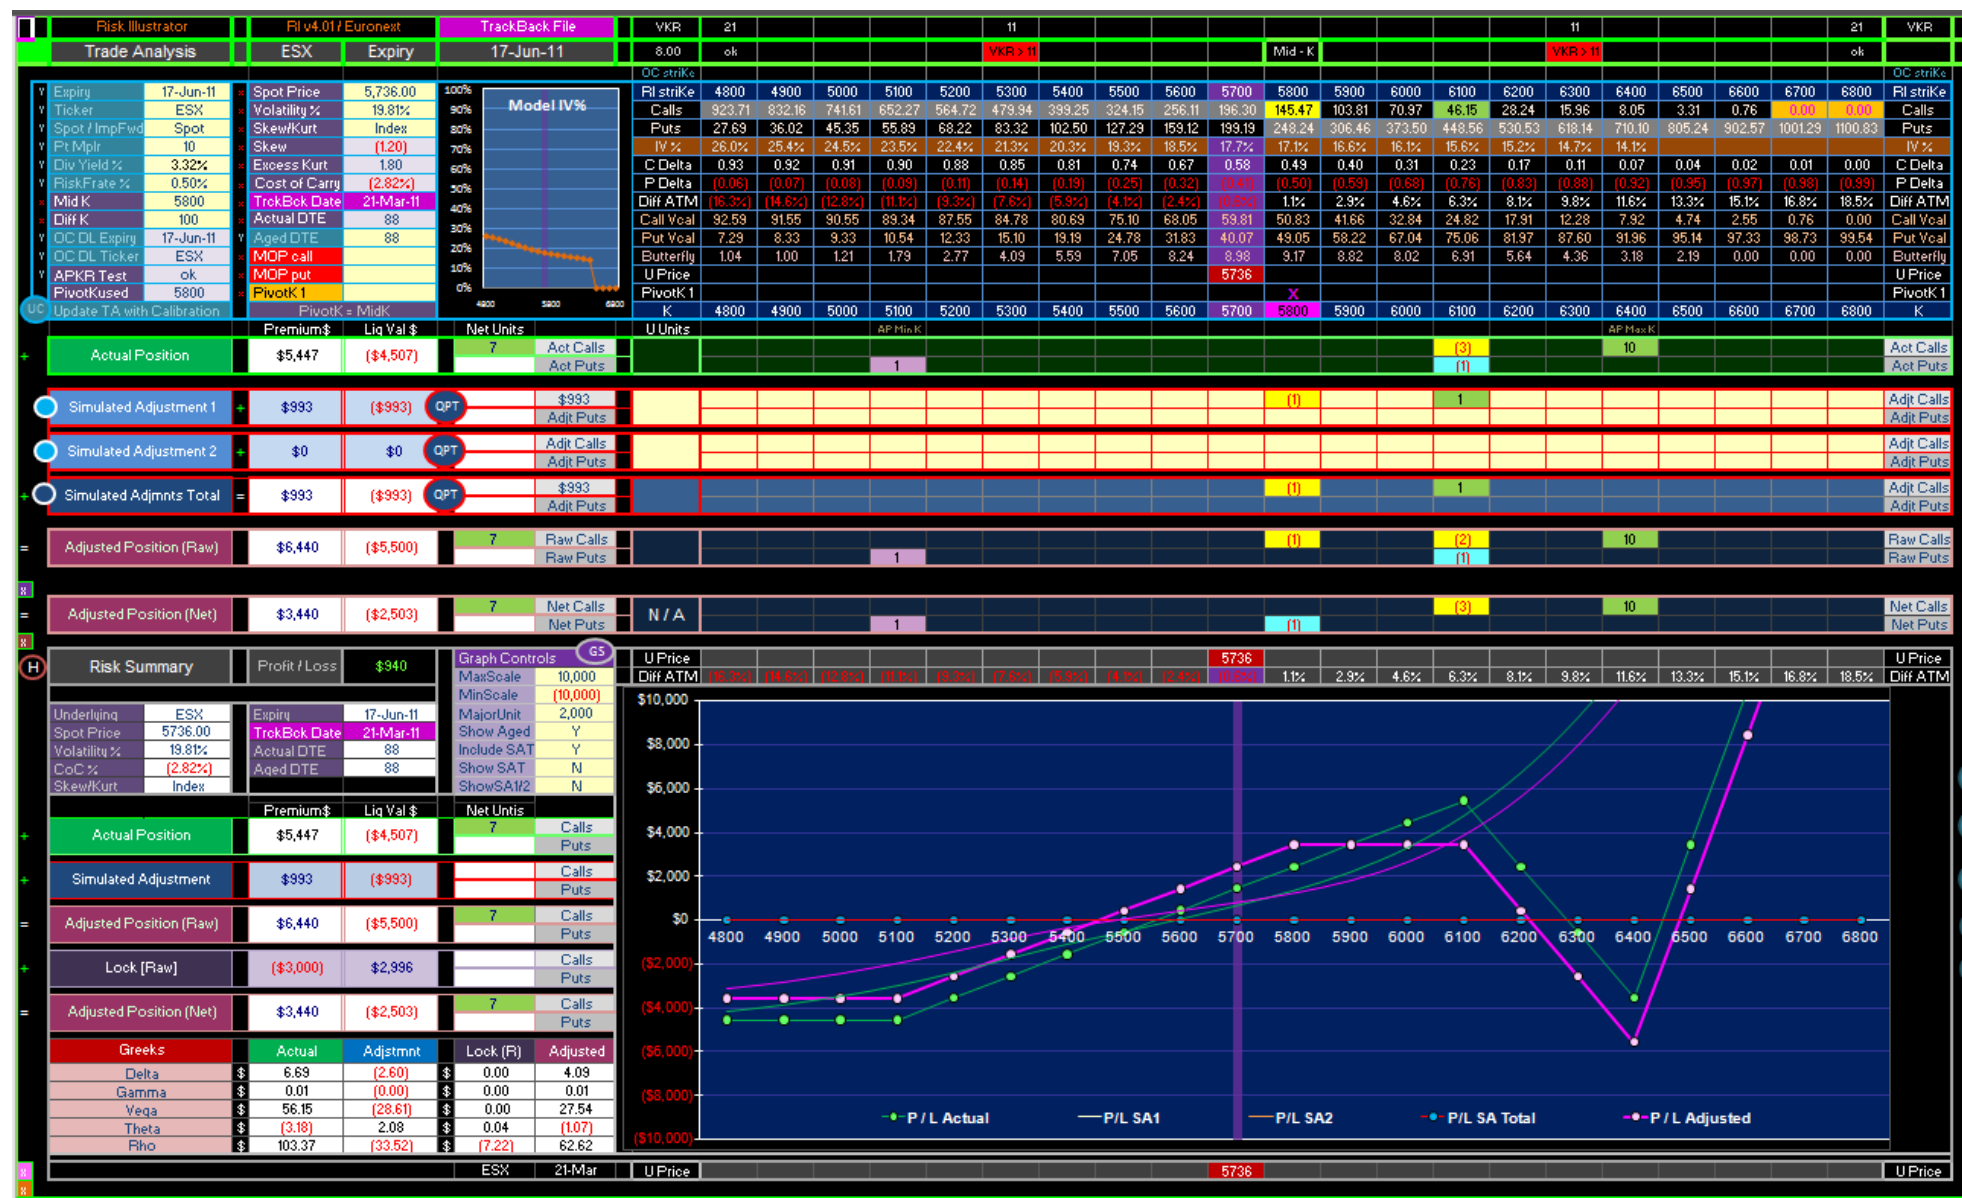 Risk Illustrator RI v4.01 / Euronext TrackBack File VKR 21 11 11 21 VKR
Trade Analysis ESX Expiry 17-Jun-11 8.00 ok VKR > 11 Mid - K VKR > 11 ok
OC striKe OC striKe
Y Expiry 17-Jun-11 x Spot Price 5,736.00 100% RI striKe 4800 4900 5000 5100 5200 5300 5400 5500 5600 5700 5800 5900 6000 6100 6200 6300 6400 6500 6600 6700 6800 RI striKe
Y Ticker ESX x Volatility % 19.81% 90% Model IV% Calls 923.71 832.16 741.61 652.27 564.72 479.94 399.25 324.15 256.11 196.30 145.47 103.81 70.97 46.15 28.24 15.96 8.05 3.31 0.76 0.00 0.00 Calls
Y Spot / ImpFwd Spot x Skew/Kurt Index 80% Puts 27.69 36.02 45.35 55.89 68.22 83.32 102.50 127.29 159.12 199.19 248.24 306.46 373.50 448.56 530.53 618.14 710.10 805.24 902.57 1001.29 1100.83 Puts
Y Pt Mplr 10 x Skew (1.20) 70% IV % 26.0% 25.4% 24.5% 23.5% 22.4% 21.3% 20.3% 19.3% 18.5% 17.7% 17.1% 16.6% 16.1% 15.6% 15.2% 14.7% 14.1% IV %
Y Div Yield % 3.32% Excess Kurt 1.80 60% C Delta 0.93 0.92 0.91 0.90 0.88 0.85 0.81 0.74 0.67 0.58 0.49 0.40 0.31 0.23 0.17 0.11 0.07 0.04 0.02 0.01 0.00 C Delta
Y RiskFrate % 0.50% x Cost of Carry (2.82%) 50% P Delta (0.06) (0.07) (0.08) (0.09) (0.11) (0.14) (0.19) (0.25) (0.32) (0.41) (0.50) (0.59) (0.68) (0.76) (0.83) (0.88) (0.92) (0.95) (0.97) (0.98) (0.99) P Delta
x Mid K 5800 x TrckBck Date 21-Mar-11 40% Diff ATM (16.3%) (14.6%) (12.8%) (11.1%) (9.3%) (7.6%) (5.9%) (4.1%) (2.4%) (0.6%) 1.1% 2.9% 4.6% 6.3% 8.1% 9.8% 11.6% 13.3% 15.1% 16.8% 18.5% Diff ATM
x Diff K 100 x Actual DTE 88 30% Call Vcal 92.59 91.55 90.55 89.34 87.55 84.78 80.69 75.10 68.05 59.81 50.83 41.66 32.84 24.82 17.91 12.28 7.92 4.74 2.55 0.76 0.00 Call Vcal
Y OC DL Expiry 17-Jun-11 Y Aged DTE 88 20% Put Vcal 7.29 8.33 9.33 10.54 12.33 15.10 19.19 24.78 31.83 40.07 49.05 58.22 67.04 75.06 81.97 87.60 91.96 95.14 97.33 98.73 99.54 Put Vcal
Y OC DL Ticker ESX x MOP call 10% Butterfly 1.04 1.00 1.21 1.79 2.77 4.09 5.59 7.05 8.24 8.98 9.17 8.82 8.02 6.91 5.64 4.36 3.18 2.19 0.00 0.00 0.00 Butterfly
Y APKR Test ok x MOP put 0% U Price 5736 U Price
PivotKused 5800 x PivotK 1 4800 5800 6800 PivotK 1 X PivotK 1
UC Update TA with Calibration PivotK = MidK K 4800 4900 5000 5100 5200 5300 5400 5500 5600 5700 5800 5900 6000 6100 6200 6300 6400 6500 6600 6700 6800 K
Premium$ Liq Val $ Net Units U Units AP Min K AP Max K
+ Actual Position $5,447 ($4,507) 7 Act Calls (3) 10 Act Calls
Act Puts 1 (1) Act Puts
Simulated Adjustment 1 + $993 ($993) QPT $993 (1) 1 Adjt Calls
Adjt Puts Adjt Puts
Simulated Adjustment 2 + $0 $0 QPT Adjt Calls Adjt Calls
Adjt Puts Adjt Puts
+ Simulated Adjmnts Total = $993 ($993) QPT $993 (1) 1 Adjt Calls
Adjt Puts Adjt Puts
= Adjusted Position (Raw) $6,440 ($5,500) 7 Raw Calls (1) (2) 10 Raw Calls
Raw Puts 1 (1) Raw Puts
x
= Adjusted Position (Net) $3,440 ($2,503) 7 Net Calls N / A (3) 10 Net Calls
Net Puts 1 (1) Net Puts
x
H Risk Summary Profit / Loss $940 Graph Controls GS U Price 5736 U Price
MaxScale 10,000 Diff ATM (16.3%) (14.6%) (12.8%) (11.1%) (9.3%) (7.6%) (5.9%) (4.1%) (2.4%) (0.6%) 1.1% 2.9% 4.6% 6.3% 8.1% 9.8% 11.6% 13.3% 15.1% 16.8% 18.5% Diff ATM
MinScale (10,000) $10,000
Underlying ESX Expiry 17-Jun-11 MajorUnit 2,000
Spot Price 5736.00 TrckBck Date 21-Mar-11 Show Aged Y
Volatility % 19.81% Actual DTE 88 Include SAT Y $8,000
CoC % (2.82%) Aged DTE 88 Show SAT N
Skew/Kurt Index ShowSA1/2 N $6,000
Premium$ Liq Val $ Net Untis
+ Actual Position $5,447 ($4,507) 7 Calls $4,000
Puts
+ Simulated Adjustment $993 ($993) Calls $2,000
Puts
= Adjusted Position (Raw) $6,440 ($5,500) 7 Calls $0
Puts 4800 4900 5000 5100 5200 5300 5400 5500 5600 5700 5800 5900 6000 6100 6200 6300 6400 6500 6600 6700 6800
+ Lock [Raw] ($3,000) $2,996 Calls ($2,000)
Puts
= Adjusted Position (Net) $3,440 ($2,503) 7 Calls ($4,000)
Puts
Greeks Actual Adjstmnt Lock (R) Adjusted ($6,000)
Delta $ 6.69 (2.60) $ 0.00 4.09
Gamma $ 0.01 (0.00) $ 0.00 0.01 ($8,000)
Vega $ 56.15 (28.61) $ 0.00 27.54 P / L Actual P/L SA1 P/L SA2 P/L SA Total P / L Adjusted
Theta $ (3.18) 2.08 $ 0.04 (1.07)
Rho $ 103.37 (33.52) $ (7.22) 62.62 ($10,000)
x ESX 21-Mar U Price 5736 U Price
x